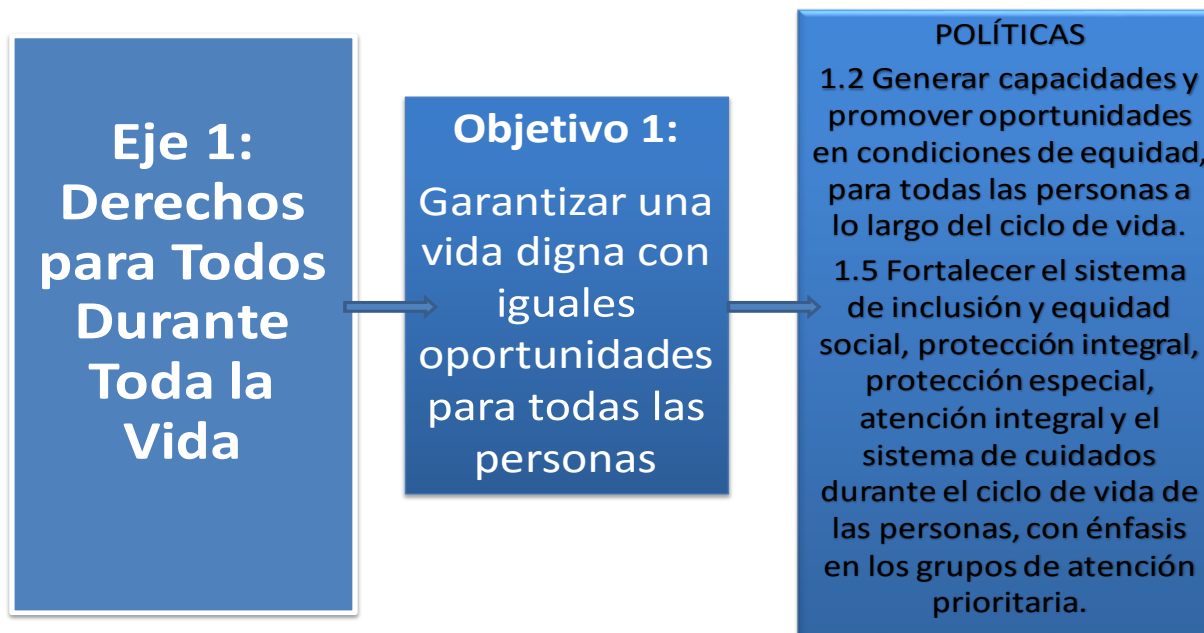 Eje 1:
Derechos
para Todos
Durante
Toda la
Vida
Objetivo 1:
Garantizar una
vida digna con
iguales
oportunidades
para todas las
personas
POLÍTICAS
1.2 Generar capacidades y
promover oportunidades
en condiciones de equidad,
para todas las personas a
lo largo del ciclo de vida.
1.5 Fortalecer el sistema
de inclusión y equidad
social, protección integral,
protección especial,
atención integral y el
sistema de cuidados
durante el ciclo de vida de
las personas, con énfasis
en los grupos de atención
prioritaria.